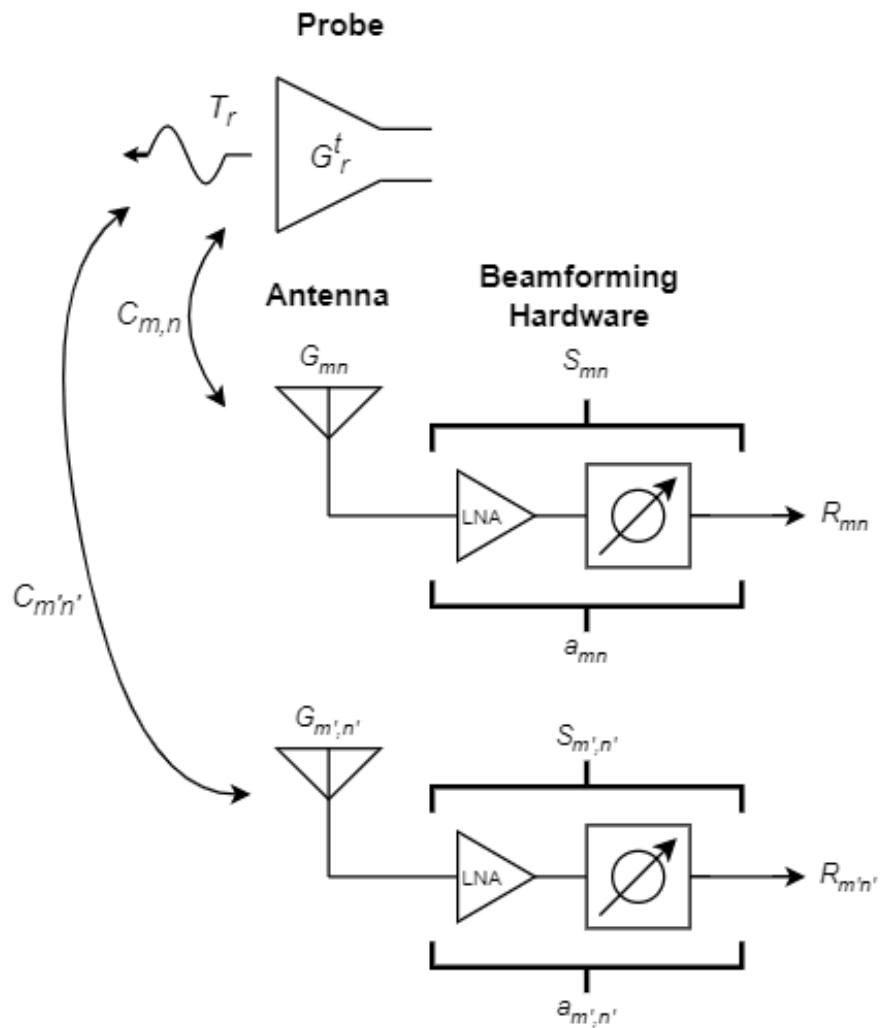 Probe
T_r
G^t_r
C_{m,n}
Antenna
Beamforming
Hardware
G_{mn}
S_{mn}
LNA
R_{mn}
a_{mn}
C_{m'n'}
G_{m',n'}
S_{m',n'}
LNA
R_{m'n'}
a_{m',n'}